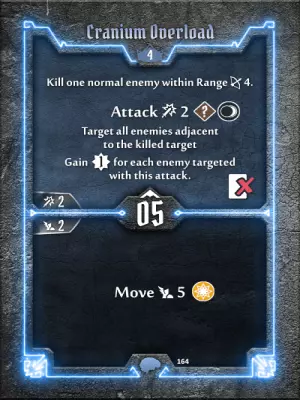 Cranium Overload
4
Kill one normal enemy within Range 4.
Attack 2 ?
Target all enemies adjacent
to the killed target
Gain 1 for each enemy targeted
with this attack.
2
05
2
Move 5
164